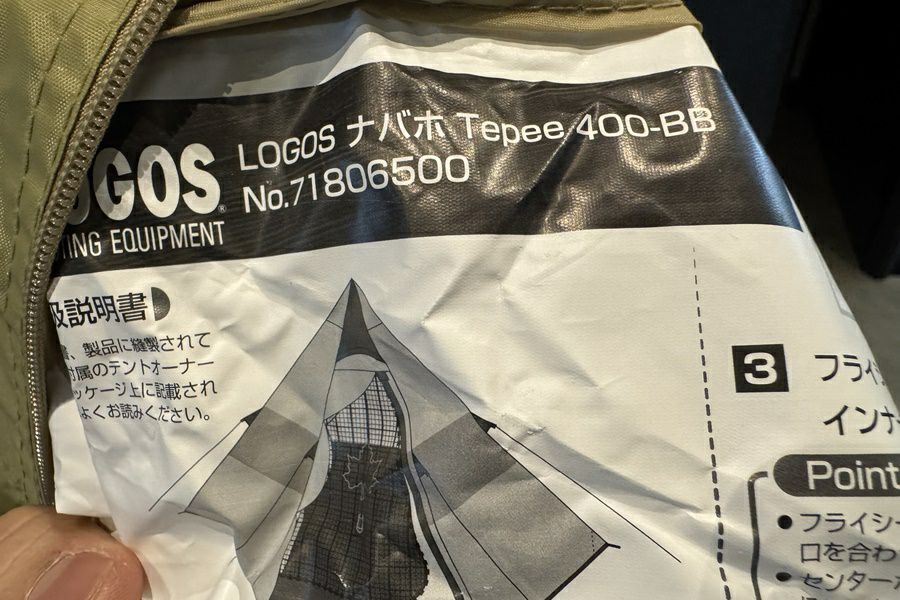 LOGOS ナバホ Tepee 400-BB
No.71806500
OGOS
TING EQUIPMENT
扱説明書
、製品に縫製されて
付属のテントオーナー
ッケージ上に記載され
よくお読みください。
3
フライ
インナ
Point
●フライシー
口を合わ
●センターポ